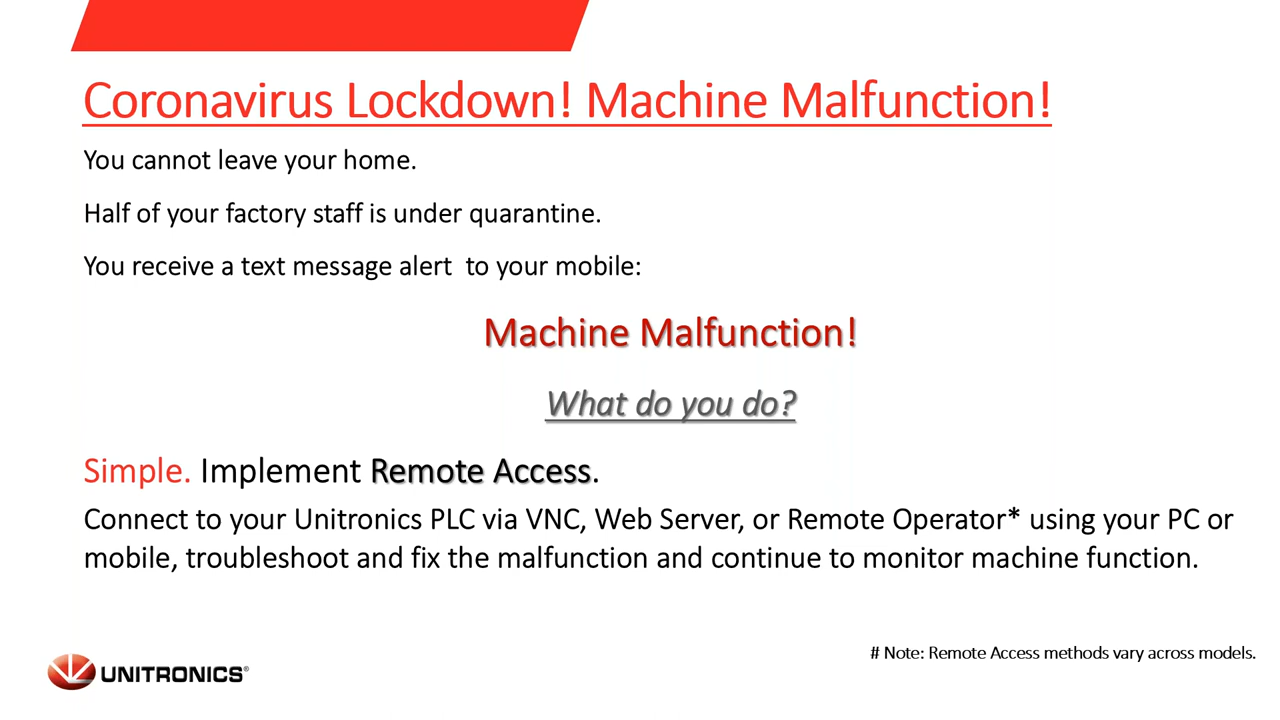 Coronavirus Lockdown! Machine Malfunction!
You cannot leave your home.
Half of your factory staff is under quarantine.
You receive a text message alert  to your mobile:
Machine Malfunction!
What do you do?
Simple. Implement Remote Access.
Connect to your Unitronics PLC via VNC, Web Server, or Remote Operator* using your PC or
mobile, troubleshoot and fix the malfunction and continue to monitor machine function.
# Note: Remote Access methods vary across models.
UNITRONICS®